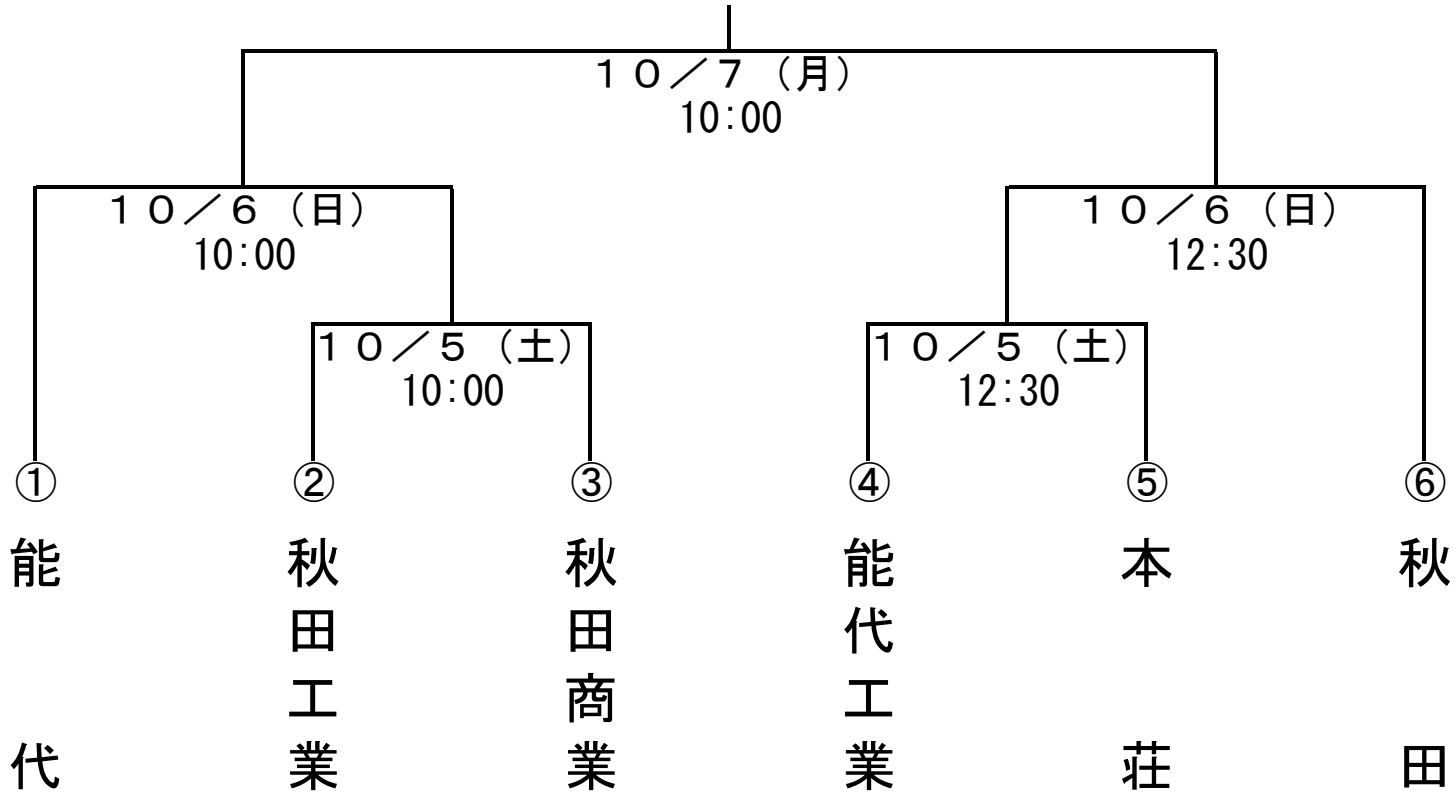 １０／７（月）
10:00
１０／６（日）
10:00
１０／６（日）
12:30
１０／５（土）
10:00
１０／５（土）
12:30
①
②
③
④
⑤
⑥
能代
秋田工業
秋田商業
能代工業
本荘
秋田